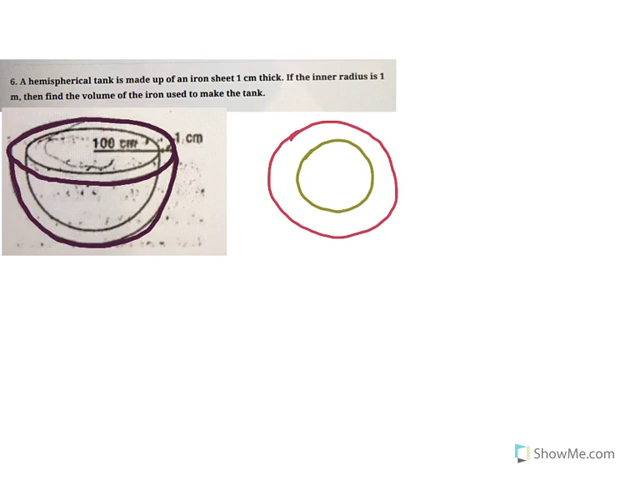 6. A hemispherical tank is made up of an iron sheet 1 cm thick. If the inner radius is 1
m, then find the volume of the iron used to make the tank.
100 cm
1 cm
ShowMe.com